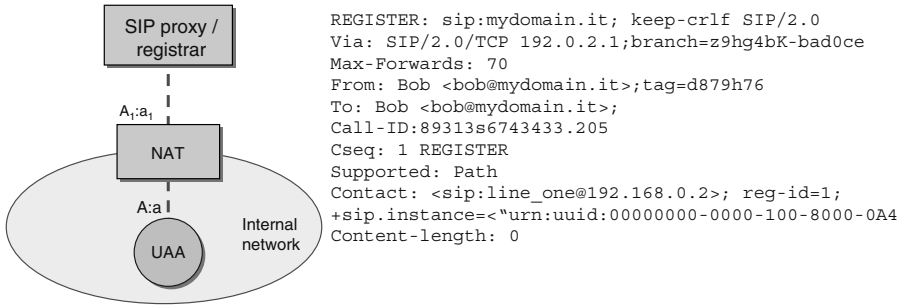 SIP proxy /
registrar
A₁:a₁
NAT
A:a
UAA
Internal
network
REGISTER: sip:mydomain.it; keep-crlf SIP/2.0
Via: SIP/2.0/TCP 192.0.2.1;branch=z9hg4bK-bad0ce
Max-Forwards: 70
From: Bob <bob@mydomain.it>;tag=d879h76
To: Bob <bob@mydomain.it>;
Call-ID:89313s6743433.205
Cseq: 1 REGISTER
Supported: Path
Contact: <sip:line_one@192.168.0.2>; reg-id=1;
+sip.instance=<“urn:uuid:00000000-0000-100-8000-0A4
Content-length: 0